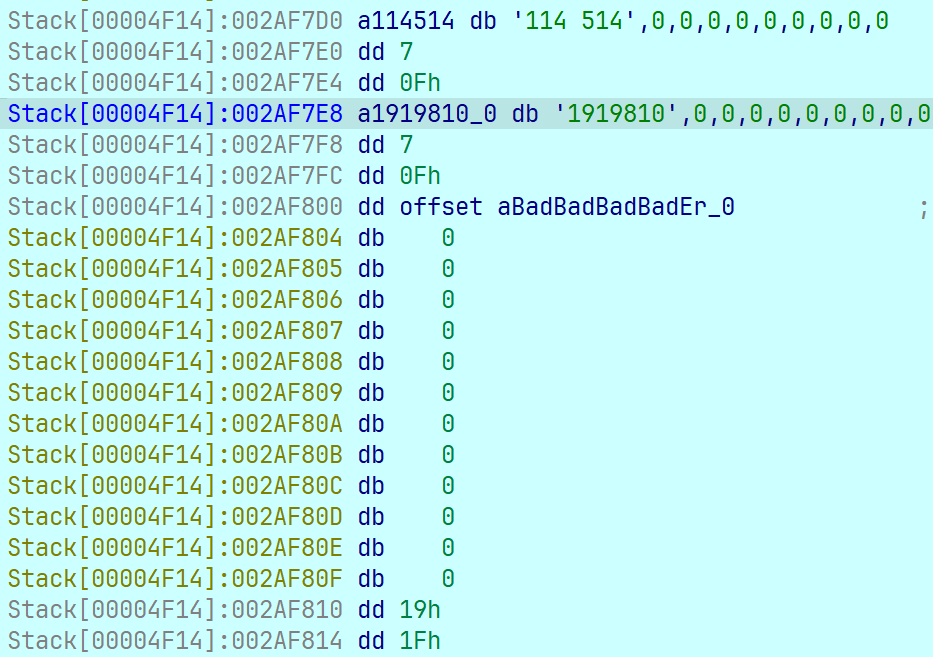 Stack[00004F14]:002AF7D0 a114514 db '114 514',0,0,0,0,0,0,0,0,0
Stack[00004F14]:002AF7E0 dd 7
Stack[00004F14]:002AF7E4 dd 0Fh
Stack[00004F14]:002AF7E8 a1919810_0 db '1919810',0,0,0,0,0,0,0,0,0
Stack[00004F14]:002AF7F8 dd 7
Stack[00004F14]:002AF7FC dd 0Fh
Stack[00004F14]:002AF800 dd offset aBadBadBadBadEr_0 ;
Stack[00004F14]:002AF804 db 0
Stack[00004F14]:002AF805 db 0
Stack[00004F14]:002AF806 db 0
Stack[00004F14]:002AF807 db 0
Stack[00004F14]:002AF808 db 0
Stack[00004F14]:002AF809 db 0
Stack[00004F14]:002AF80A db 0
Stack[00004F14]:002AF80B db 0
Stack[00004F14]:002AF80C db 0
Stack[00004F14]:002AF80D db 0
Stack[00004F14]:002AF80E db 0
Stack[00004F14]:002AF80F db 0
Stack[00004F14]:002AF810 dd 19h
Stack[00004F14]:002AF814 dd 1Fh